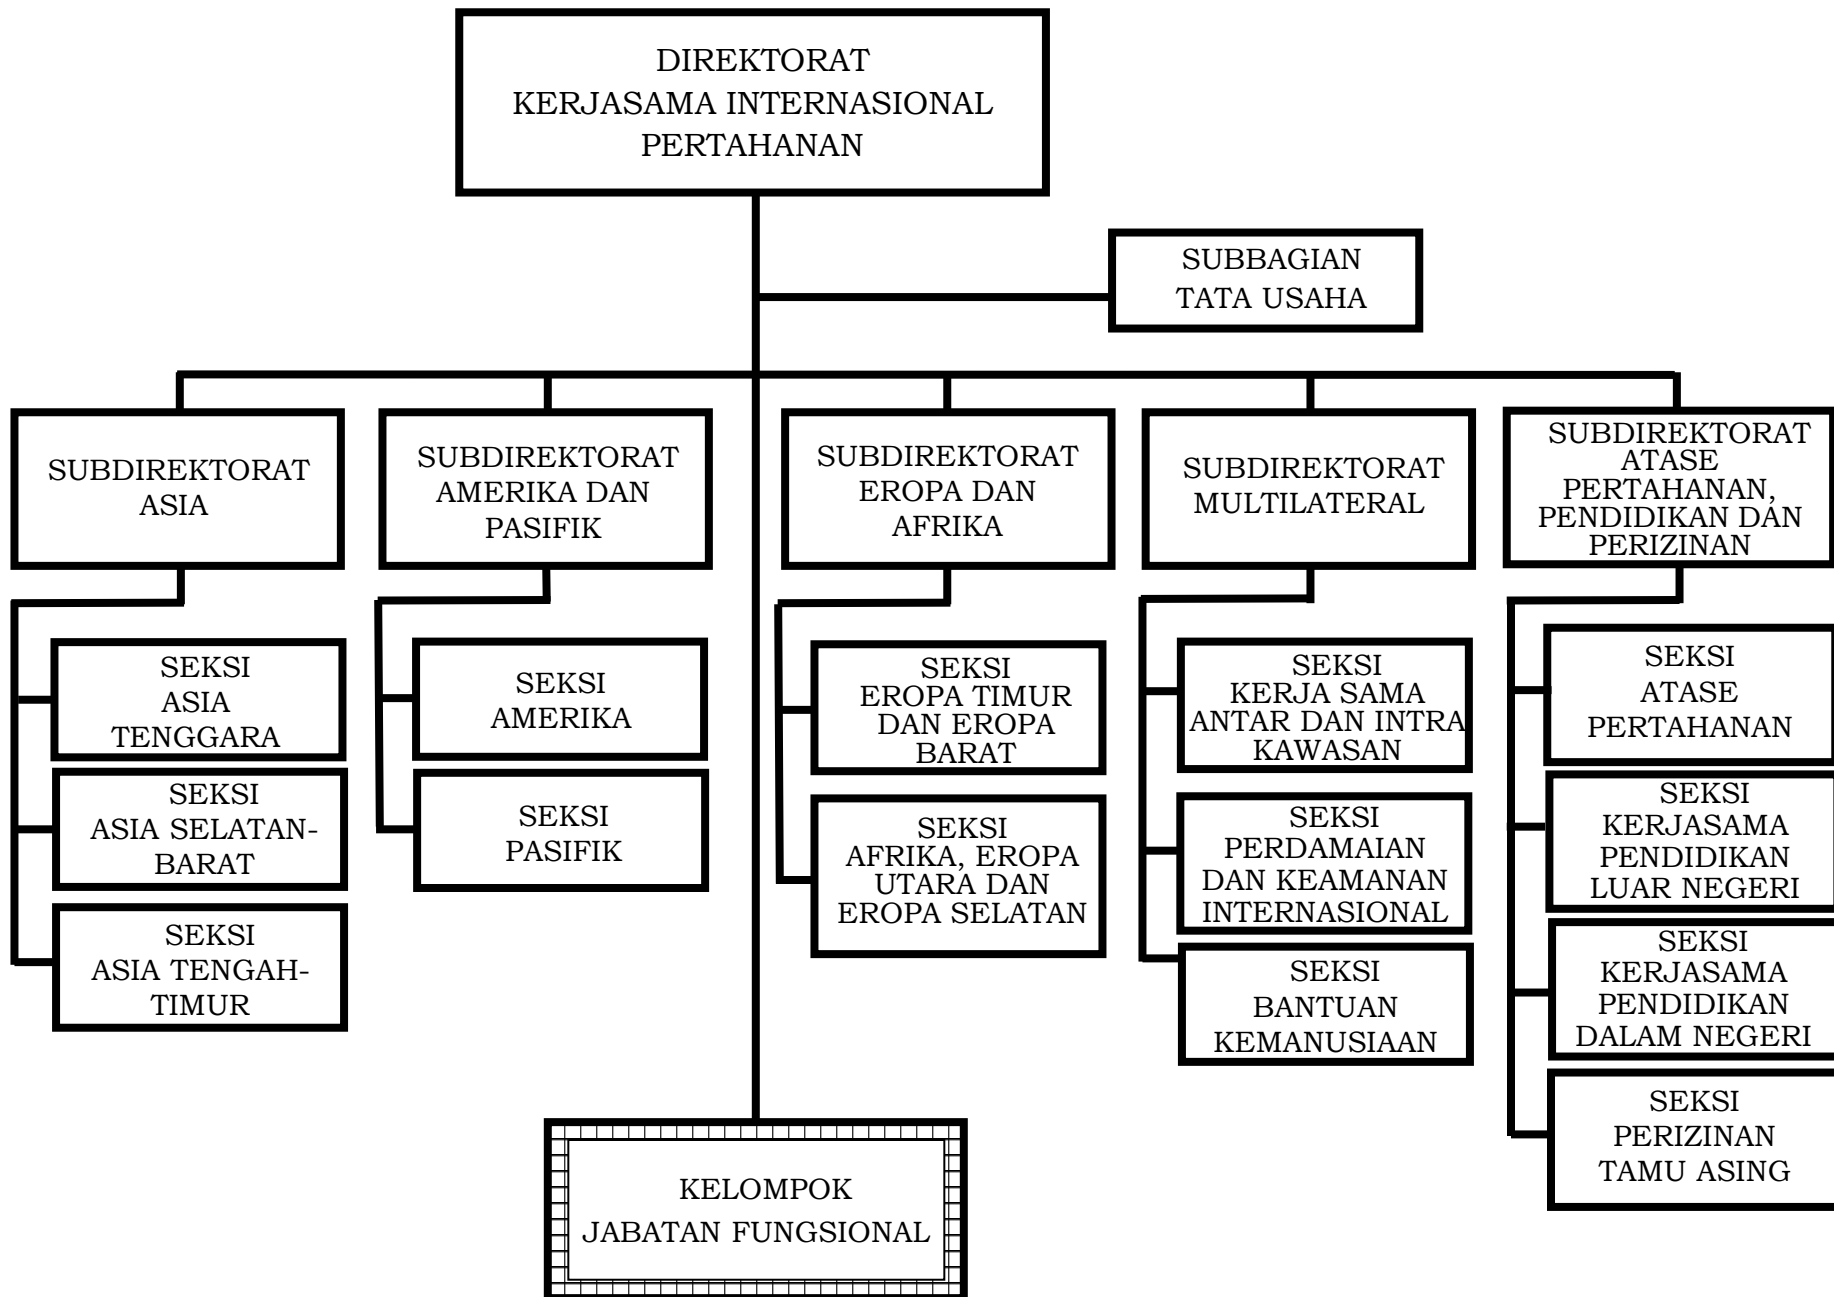 DIREKTORAT
KERJASAMA INTERNASIONAL
PERTAHANAN
SUBBAGIAN
TATA USAHA
SUBDIREKTORAT
ASIA
SUBDIREKTORAT
AMERIKA DAN
PASIFIK
SUBDIREKTORAT
EROPA DAN
AFRIKA
SUBDIREKTORAT
MULTILATERAL
SUBDIREKTORAT
ATASE
PERTAHANAN,
PENDIDIKAN DAN
PERIZINAN
SEKSI
ASIA
TENGGARA
SEKSI
ASIA SELATAN-
BARAT
SEKSI
ASIA TENGAH-
TIMUR
SEKSI
AMERIKA
SEKSI
PASIFIK
SEKSI
EROPA TIMUR
DAN EROPA
BARAT
SEKSI
AFRIKA, EROPA
UTARA DAN
EROPA SELATAN
SEKSI
KERJA SAMA
ANTAR DAN INTRA
KAWASAN
SEKSI
PERDAMAIAN
DAN KEAMANAN
INTERNASIONAL
SEKSI
BANTUAN
KEMANUSIAAN
SEKSI
ATASE
PERTAHANAN
SEKSI
KERJASAMA
PENDIDIKAN
LUAR NEGERI
SEKSI
KERJASAMA
PENDIDIKAN
DALAM NEGERI
SEKSI
PERIZINAN
TAMU ASING
KELOMPOK
JABATAN FUNGSIONAL